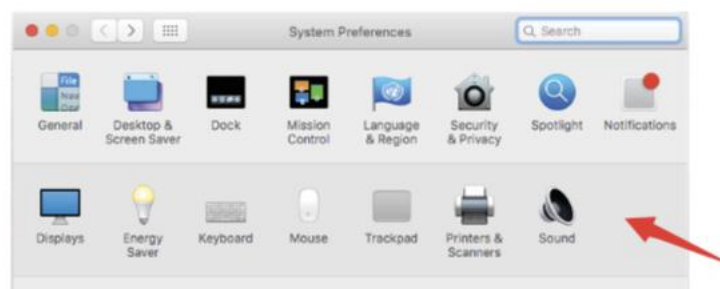 System Preferences
Search
General
Desktop &
Screen Saver
Dock
Mission
Control
Language
& Region
Security
& Privacy
Spotlight
Notifications
Displays
Energy
Saver
Keyboard
Mouse
Trackpad
Printers &
Scanners
Sound